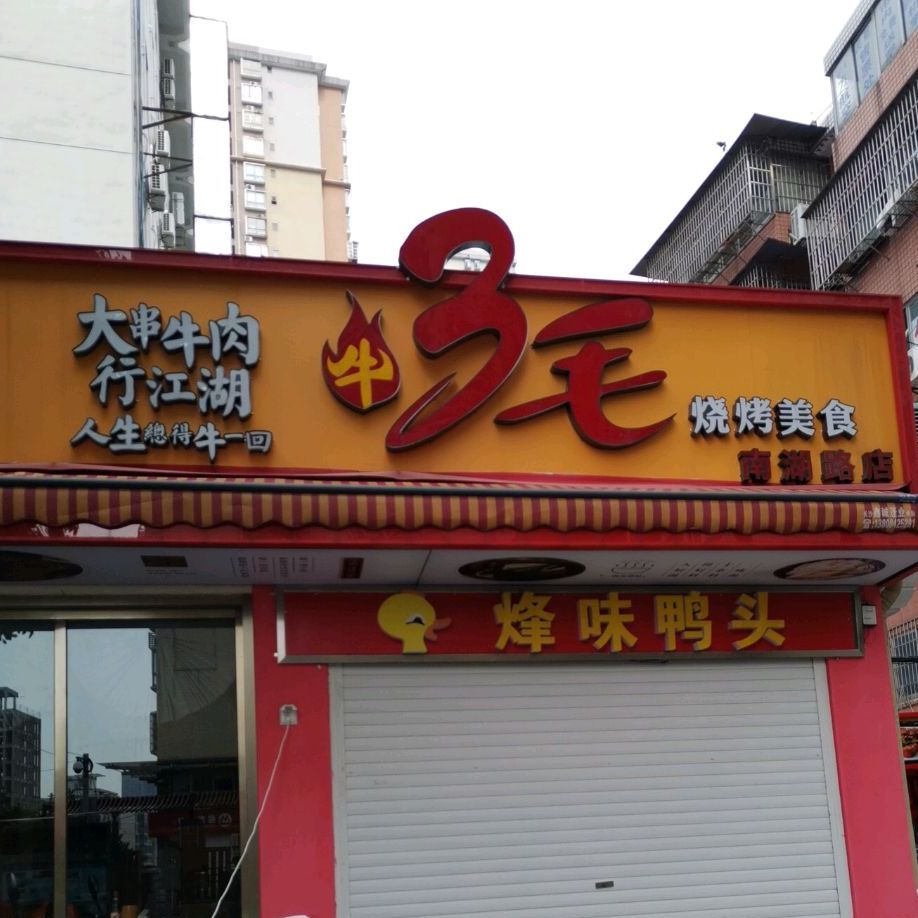 大串牛肉
行江湖
人生總得牛一回
牛
3毛
烧烤美食
南湖路店
烽味鸭头